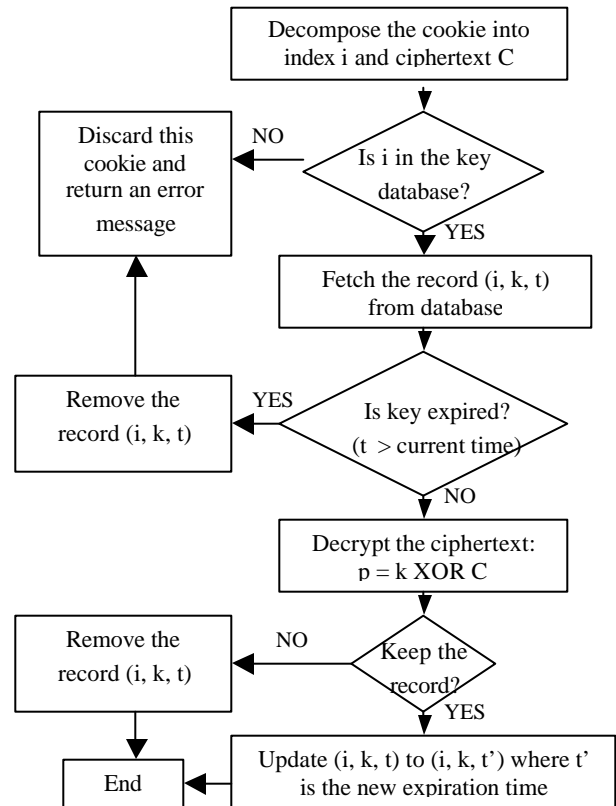 Decompose the cookie into
index i and ciphertext C
Discard this
cookie and
return an error
message
NO
Is i in the key
database?
YES
Fetch the record (i, k, t)
from database
Remove the
record (i, k, t)
YES
Is key expired?
(t > current time)
NO
Decrypt the ciphertext:
p = k XOR C
Remove the
record (i, k, t)
NO
Keep the
record?
YES
End
Update (i, k, t) to (i, k, t’) where t’
is the new expiration time